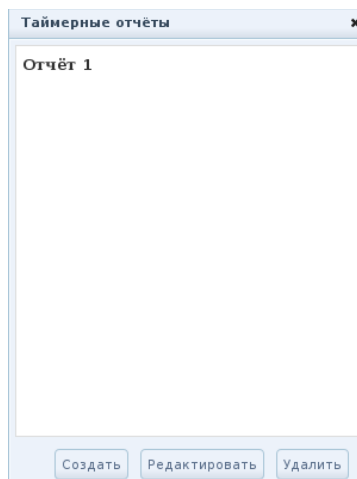 Таймерные отчёты
Отчёт 1
Создать Редактировать Удалить